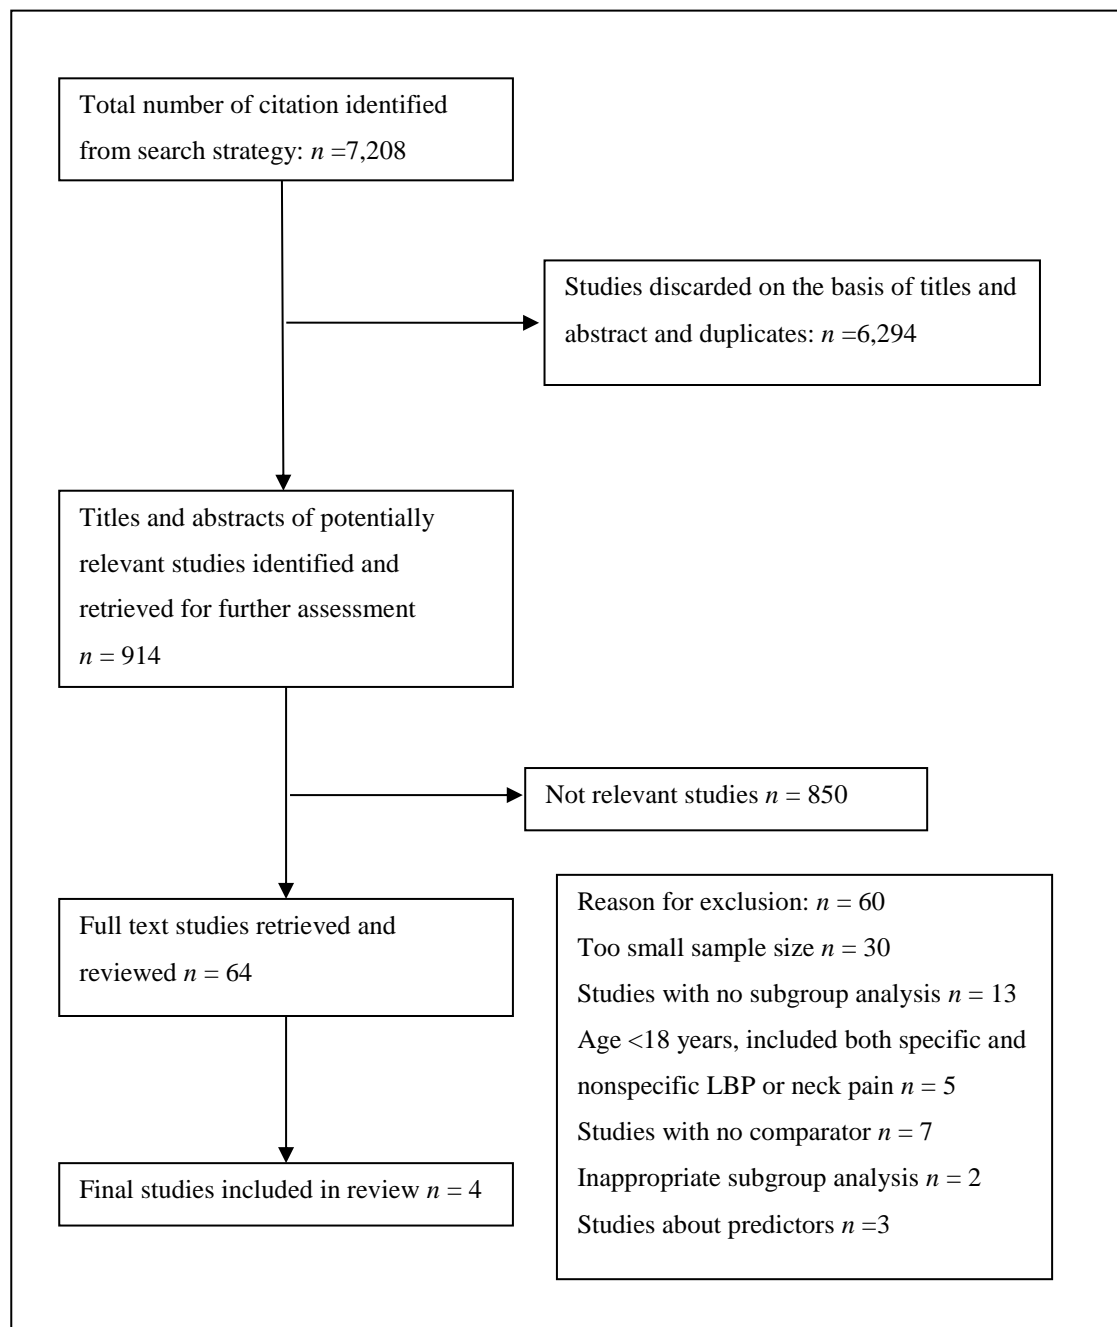 Total number of citation identified
from search strategy: n =7,208
Studies discarded on the basis of titles and
abstract and duplicates: n =6,294
Titles and abstracts of potentially
relevant studies identified and
retrieved for further assessment
n = 914
Not relevant studies n = 850
Full text studies retrieved and
reviewed n = 64
Reason for exclusion: n = 60
Too small sample size n = 30
Studies with no subgroup analysis n = 13
Age <18 years, included both specific and
nonspecific LBP or neck pain n = 5
Studies with no comparator n = 7
Inappropriate subgroup analysis n = 2
Studies about predictors n =3
Final studies included in review n = 4